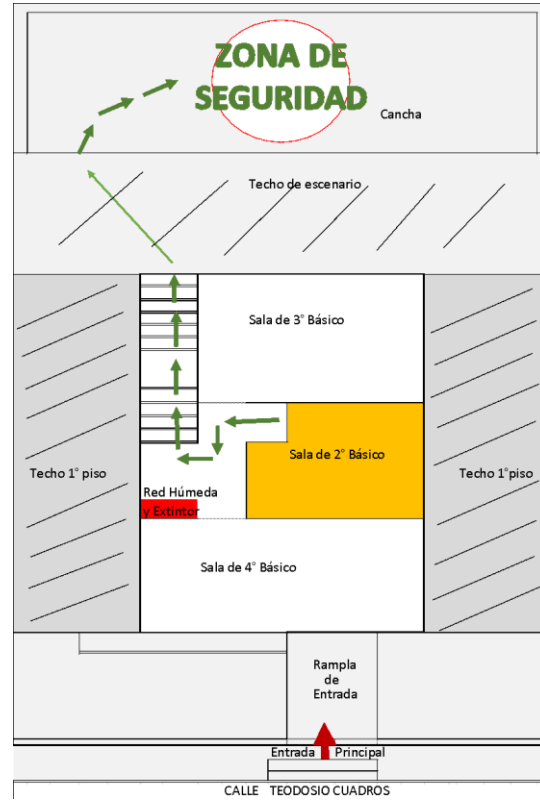 ZONA DE
SEGURIDAD
Cancha
Techo de escenario
Sala de 3° Básico
Sala de 2° Básico
Techo 1° piso
Techo 1°piso
Red Húmeda
y Extintor
Sala de 4° Básico
Rampla
de
Entrada
Entrada Principal
CALLE TEODOSIO CUADROS